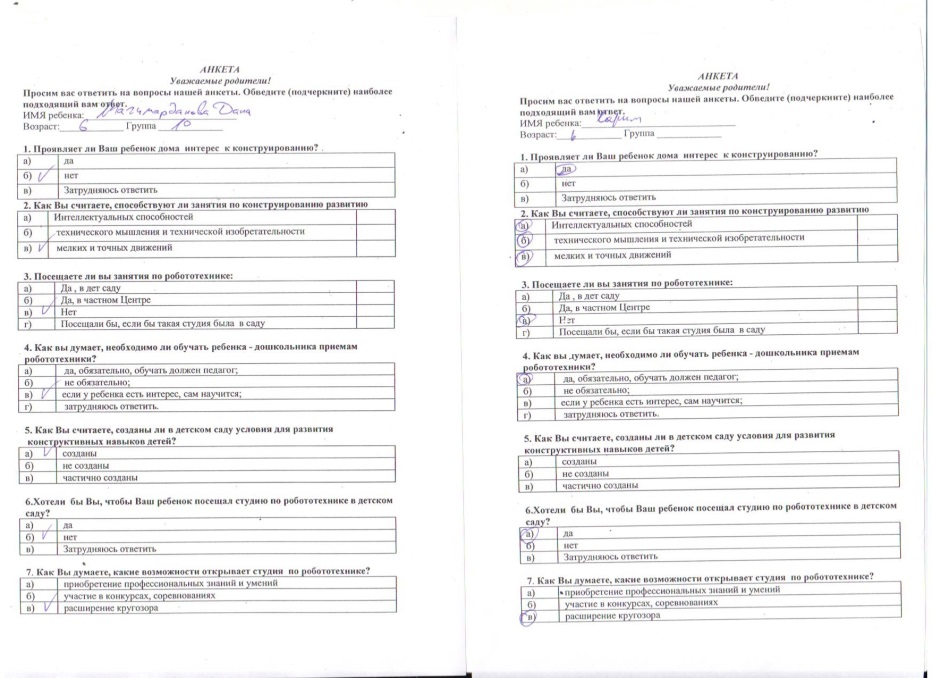 АНКЕТА
Уважаемые родители!
Просим вас ответить на вопросы нашей анкеты. Обведите (подчеркните) наиболее
подходящий вам ответ.
ИМЯ ребенка: Дана
Возраст: 6 Группа 10
1. Проявляет ли Ваш ребенок дома интерес к конструированию?
а) да
б) нет
в) Затрудняюсь ответить
2. Как Вы считаете, способствуют ли занятия по конструированию развитию
а) Интеллектуальных способностей
б) технического мышления и технической изобретательности
в) мелких и точных движений
3. Посещаете ли вы занятия по робототехнике:
а) Да , в дет саду
б) Да, в частном Центре
в) Нет
г) Посещали бы, если бы такая студия была в саду
4. Как вы думает, необходимо ли обучать ребенка - дошкольника приемам
робототехники?
а) да, обязательно, обучать должен педагог;
б) не обязательно;
в) если у ребенка есть интерес, сам научится;
г) затрудняюсь ответить.
5. Как Вы считаете, созданы ли в детском саду условия для развития
конструктивных навыков детей?
а) созданы
б) не созданы
в) частично созданы
6.Хотели бы Вы, чтобы Ваш ребенок посещал студию по робототехнике в детском
саду?
а) да
б) нет
в) Затрудняюсь ответить
7. Как Вы думаете, какие возможности открывает студия по робототехнике?
а) приобретение профессиональных знаний и умений
б) участие в конкурсах, соревнованиях
в) расширение кругозора
АНКЕТА
Уважаемые родители!
Просим вас ответить на вопросы нашей анкеты. Обведите (подчеркните) наиболее
подходящий вам ответ.
ИМЯ ребенка: Карим
Возраст: 6 Группа
1. Проявляет ли Ваш ребенок дома интерес к конструированию?
а) да
б) нет
в) Затрудняюсь ответить
2. Как Вы считаете, способствуют ли занятия по конструированию развитию
а) Интеллектуальных способностей
б) технического мышления и технической изобретательности
в) мелких и точных движений
3. Посещаете ли вы занятия по робототехнике:
а) Да , в дет саду
б) Да, в частном Центре
в) Нет
г) Посещали бы, если бы такая студия была в саду
4. Как вы думает, необходимо ли обучать ребенка - дошкольника приемам
робототехники?
а) да, обязательно, обучать должен педагог;
б) не обязательно;
в) если у ребенка есть интерес, сам научится;
г) затрудняюсь ответить.
5. Как Вы считаете, созданы ли в детском саду условия для развития
конструктивных навыков детей?
а) созданы
б) не созданы
в) частично созданы
6.Хотели бы Вы, чтобы Ваш ребенок посещал студию по робототехнике в детском
саду?
а) да
б) нет
в) Затрудняюсь ответить
7. Как Вы думаете, какие возможности открывает студия по робототехнике?
а) приобретение профессиональных знаний и умений
б) участие в конкурсах, соревнованиях
в) расширение кругозора